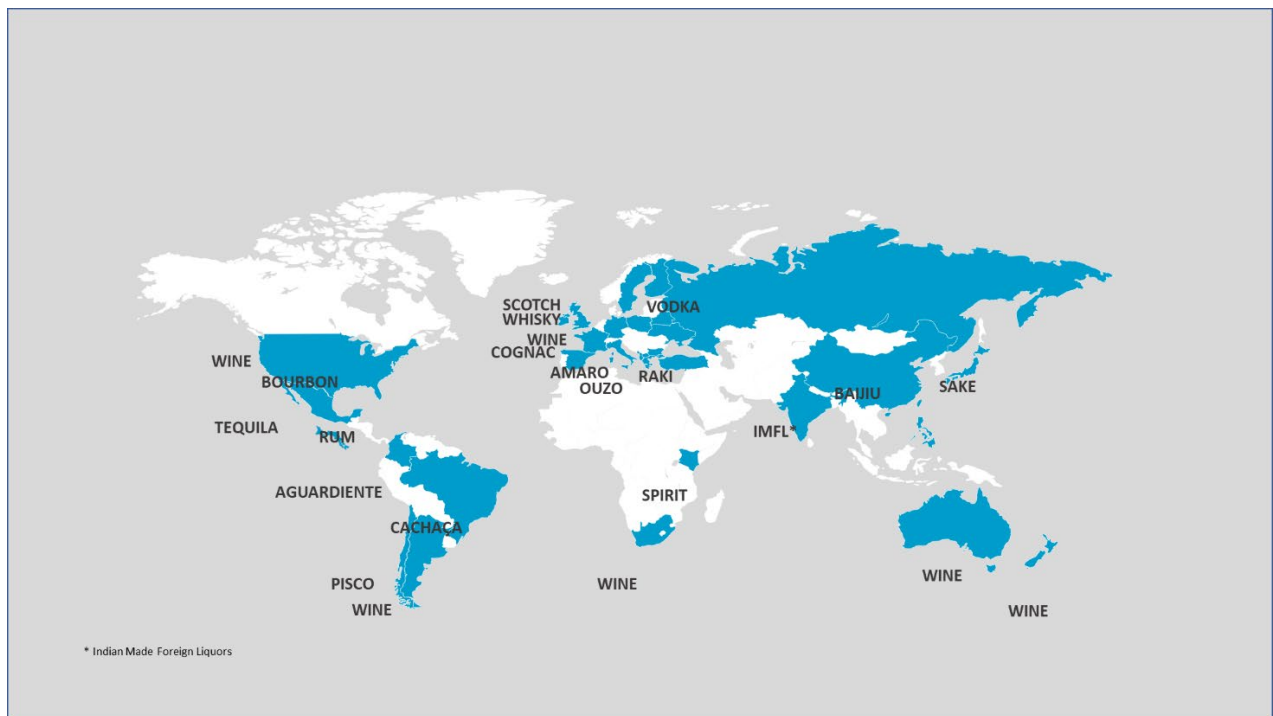 SCOTCH
WHISKY
VODKA
WINE
COGNAC
WINE
BOURBON
AMARO
OUZO
RAKI
BAIJIU
SAKE
TEQUILA
RUM
IMFL*
AGUARDIENTE
SPIRIT
CACHAÇA
PISCO
WINE
WINE
WINE
WINE
* Indian Made Foreign Liquors